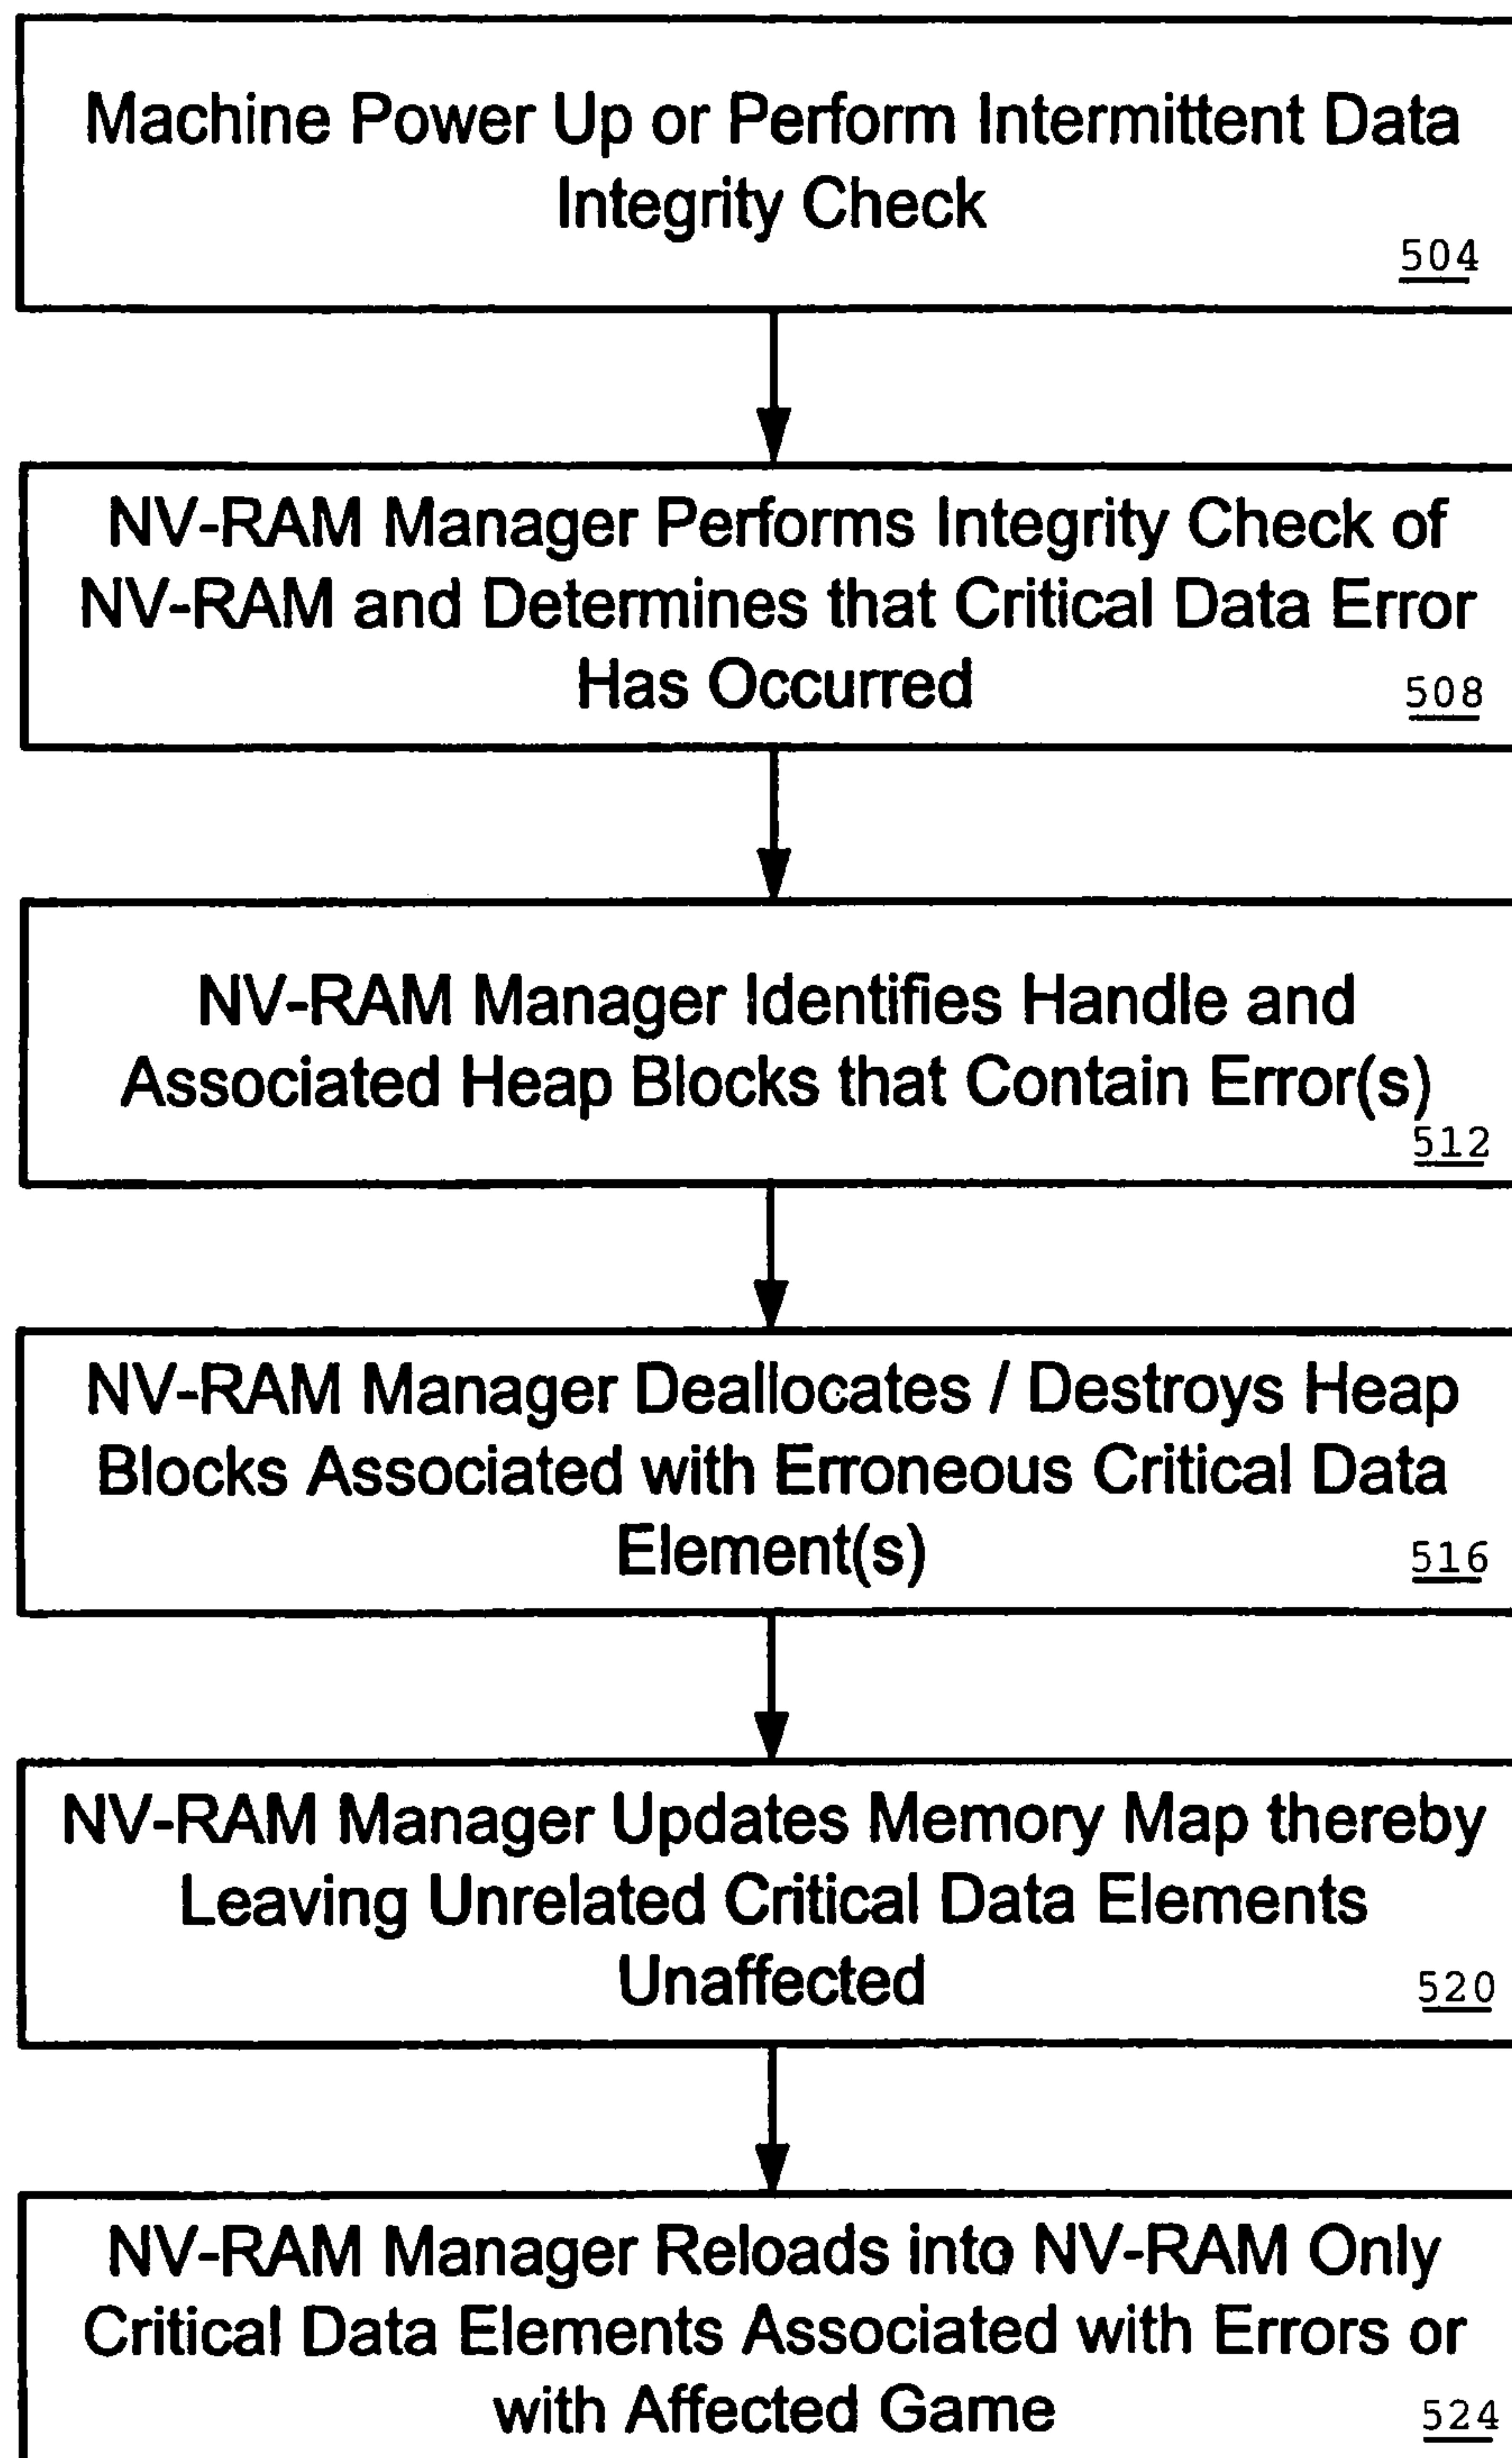 Machine Power Up or Perform Intermittent Data
Integrity Check
504
NV-RAM Manager Performs Integrity Check of
NV-RAM and Determines that Critical Data Error
Has Occurred
508
NV-RAM Manager Identifies Handle and
Associated Heap Blocks that Contain Error(s)
512
NV-RAM Manager Deallocates / Destroys Heap
Blocks Associated with Erroneous Critical Data
Element(s)
516
NV-RAM Manager Updates Memory Map thereby
Leaving Unrelated Critical Data Elements
Unaffected
520
NV-RAM Manager Reloads into NV-RAM Only
Critical Data Elements Associated with Errors or
with Affected Game
524